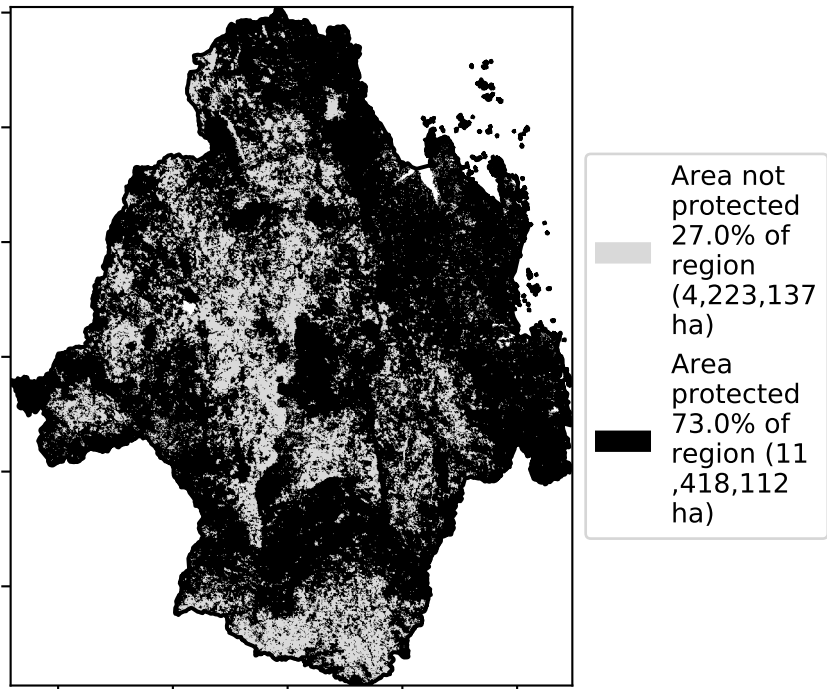 Area not
protected
27.0% of
region
(4,223,137
ha)
Area
protected
73.0% of
region (11
,418,112
ha)